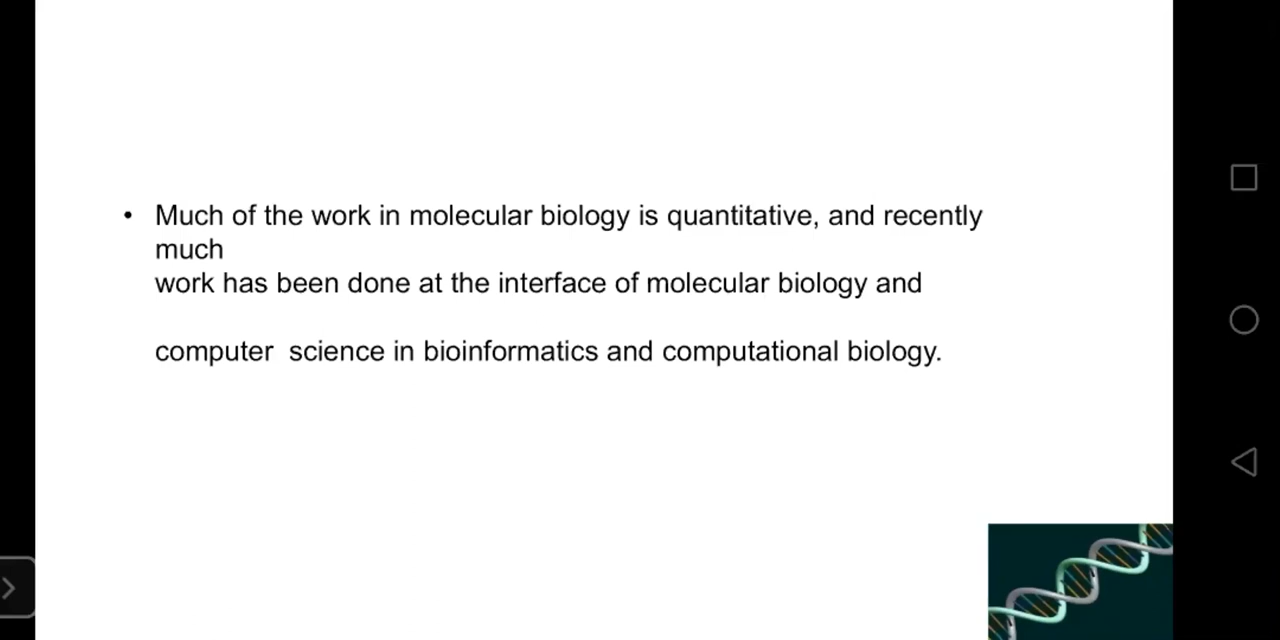 • Much of the work in molecular biology is quantitative, and recently
much
work has been done at the interface of molecular biology and
computer  science in bioinformatics and computational biology.